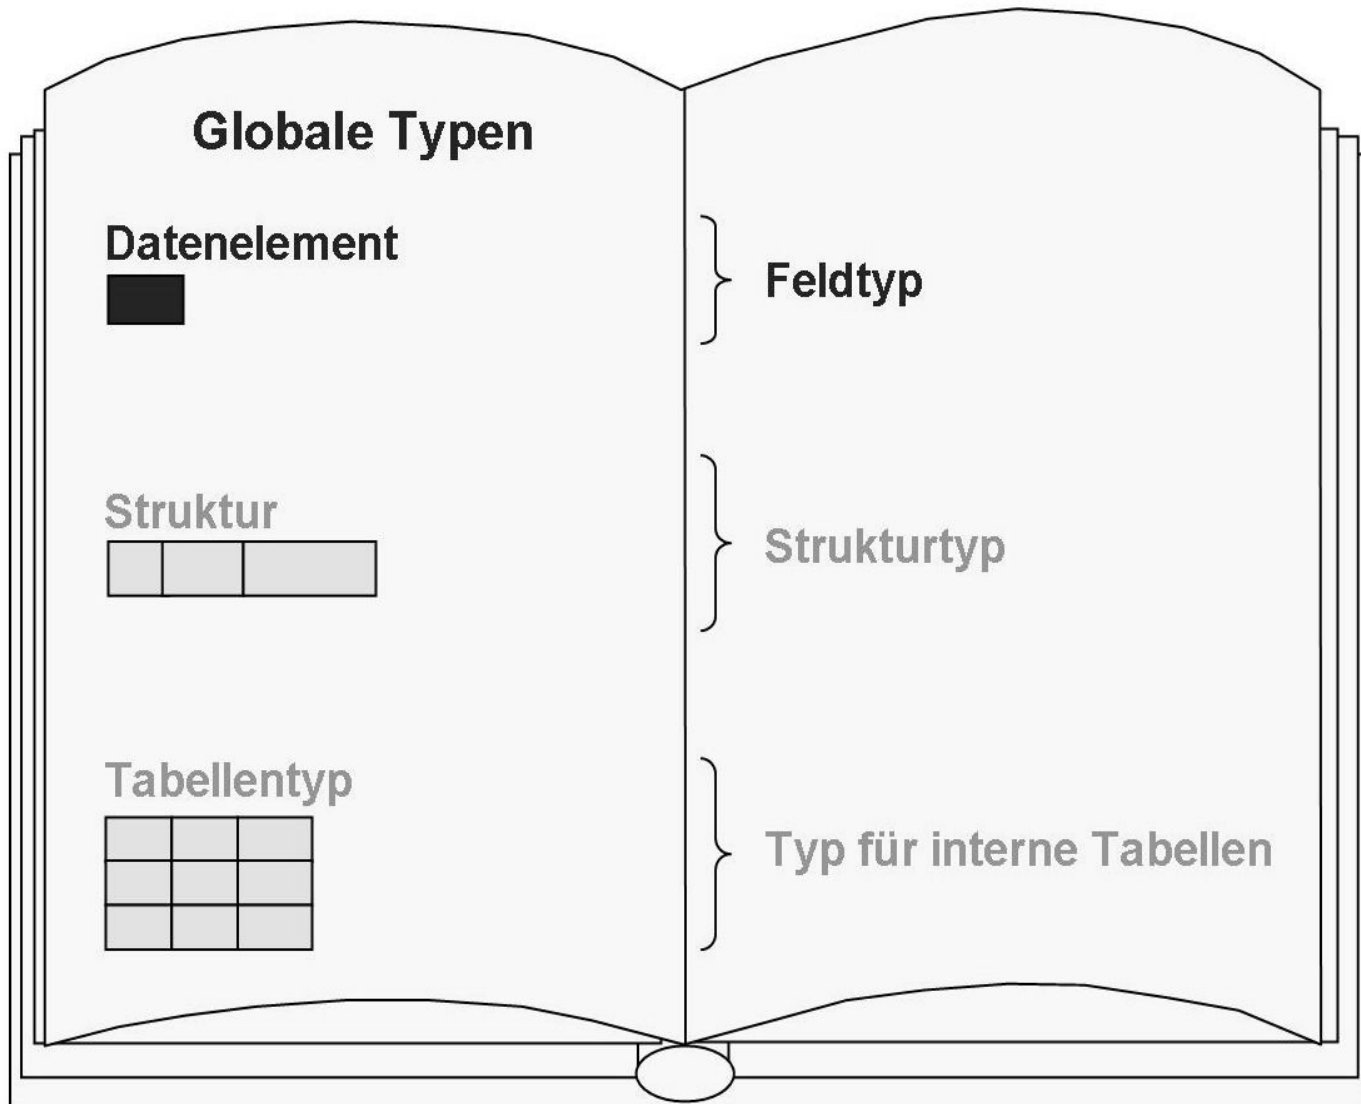 Globale Typen
Datenelement
Feldtyp
Struktur
Strukturtyp
Tabellentyp
Typ für interne Tabellen